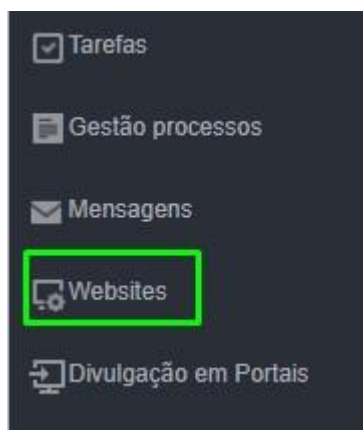 Tarefas
Gestão processos
Mensagens
Websites
Divulgação em Portais